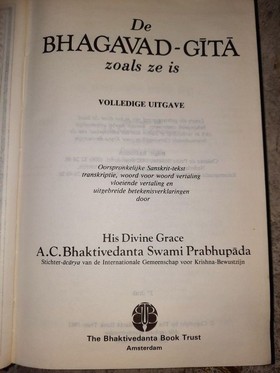 De
BHAGAVAD-GĪTĀ
zoals ze is
VOLLEDIGE UITGAVE
Oorspronkelijke Sanskrit-tekst
transkriptie, woord voor woord vertaling
vloeiende vertaling en
uitgebreide betekenisverklaringen
door
His Divine Grace
A.C. Bhaktivedanta Swami Prabhupāda
Stichter-ācārya van de Internationale Gemeenschap voor Krishna-Bewustzijn
The Bhaktivedanta Book Trust
Amsterdam